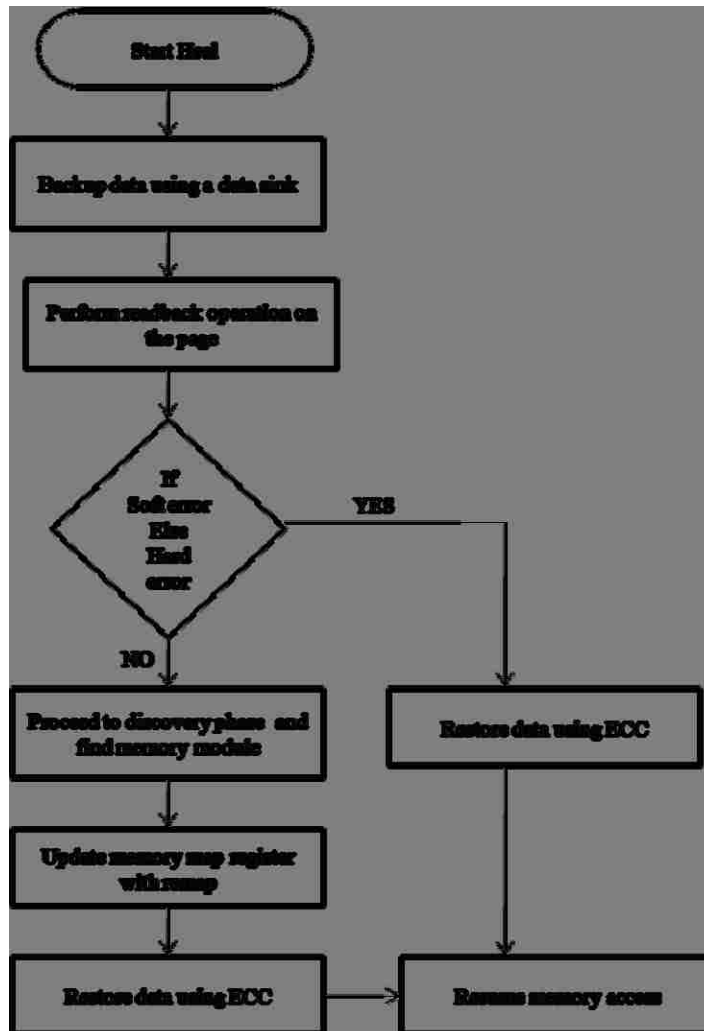 Start Heal
Backup data using a data sink
Perform readback operation on
the page
If
Soft error
Else
Hard
error
YES
NO
Proceed to discovery phase and
find memory module
Restore data using ECC
Update memory map register
with remap
Restore data using ECC
Resume memory access